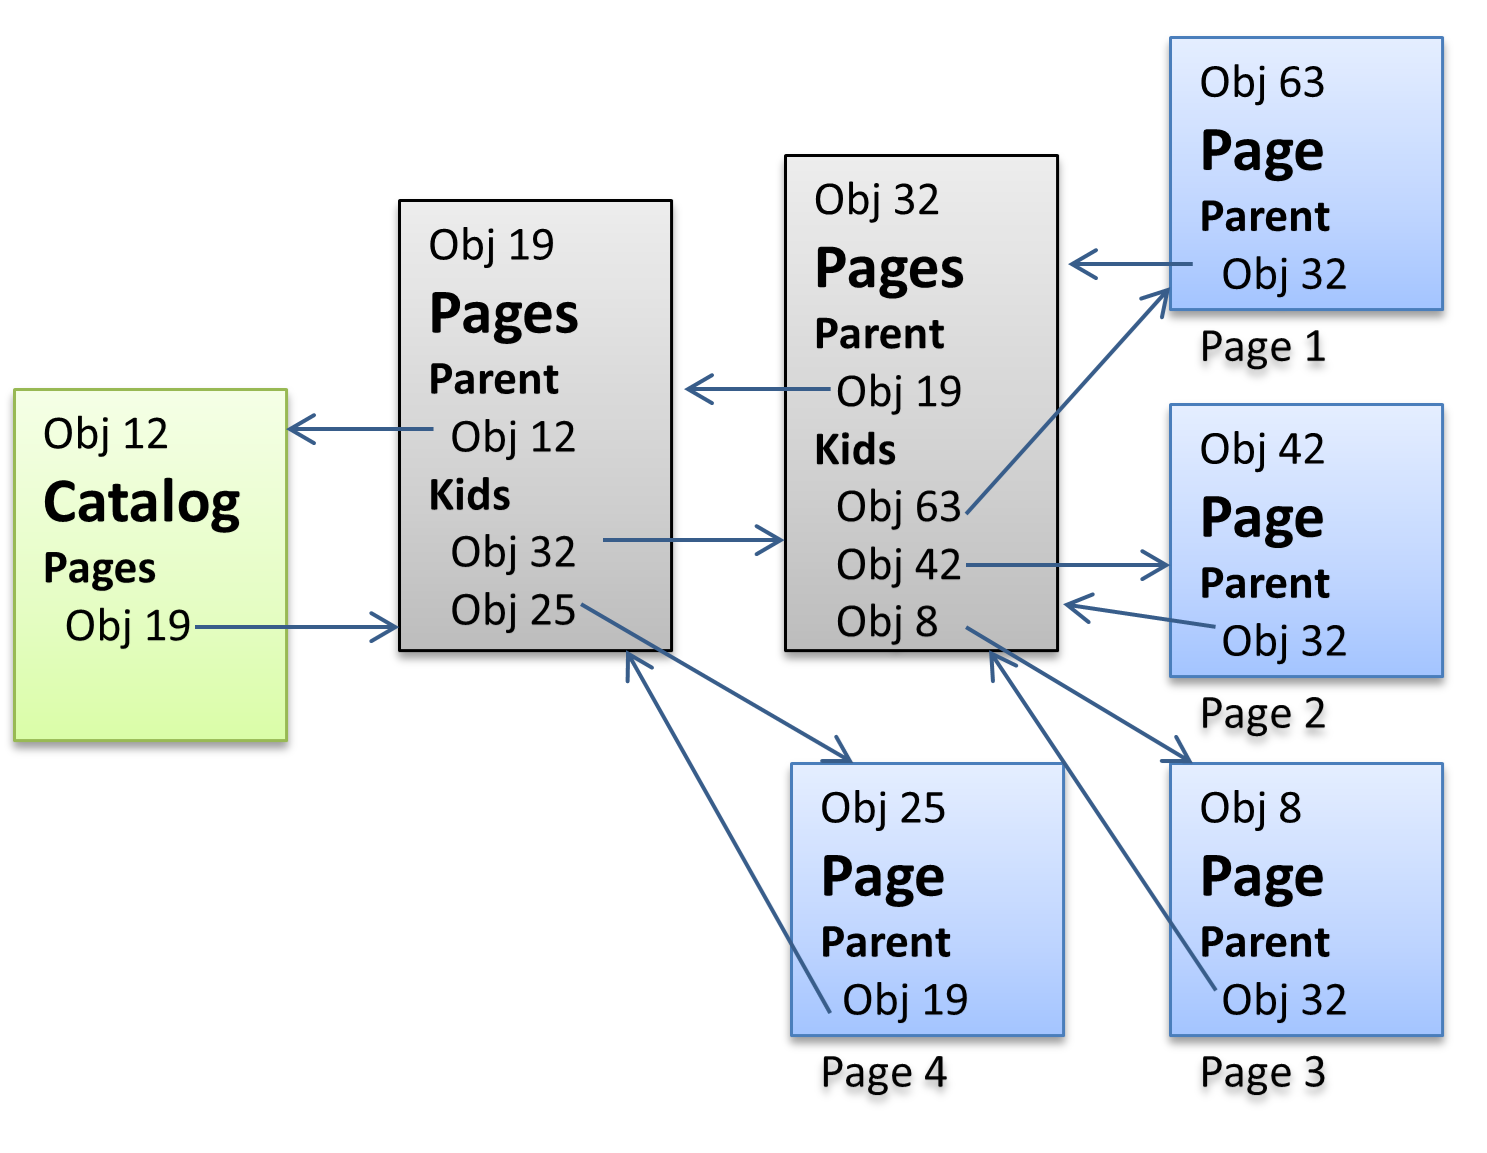 Obj 12
Catalog
Pages
Obj 19
Obj 19
Pages
Parent
Obj 12
Kids
Obj 32
Obj 25
Obj 32
Pages
Parent
Obj 19
Kids
Obj 63
Obj 42
Obj 8
Obj 63
Page
Parent
Obj 32
Page 1
Obj 42
Page
Parent
Obj 32
Page 2
Obj 8
Page
Parent
Obj 32
Page 3
Obj 25
Page
Parent
Obj 19
Page 4